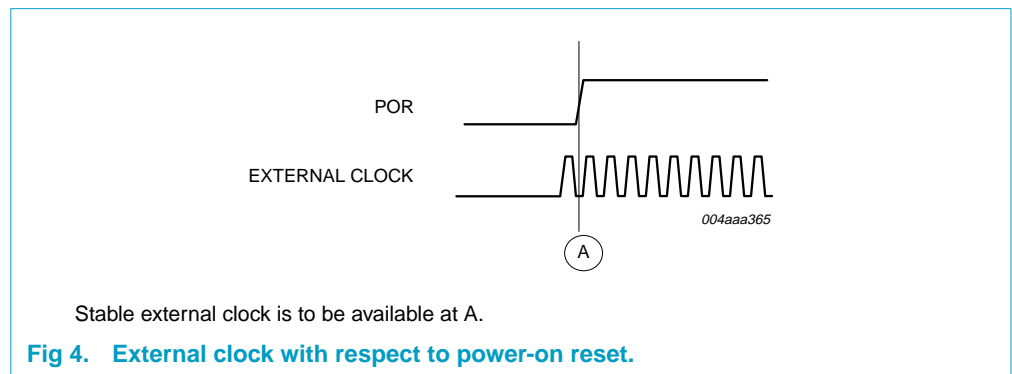 POR
EXTERNAL CLOCK
004aaa365
A
Stable external clock is to be available at A.
Fig 4. External clock with respect to power-on reset.